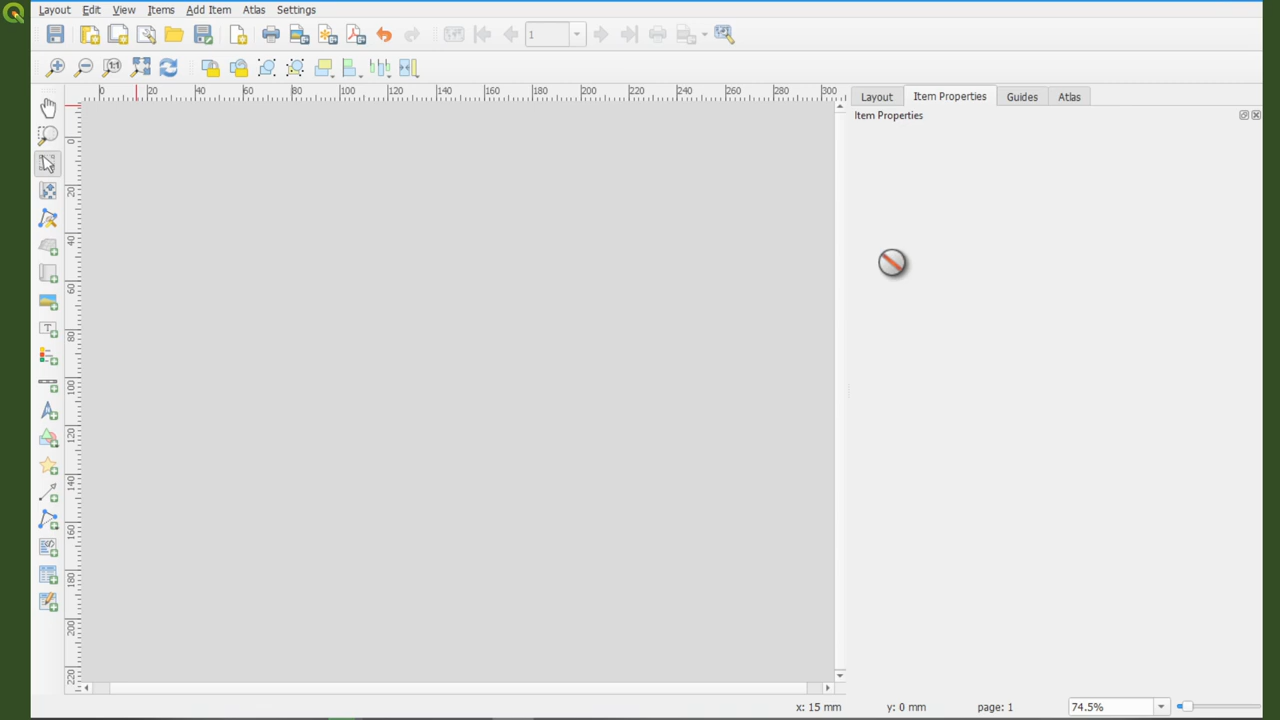 Layout Edit View Items Add Item Atlas Settings
1
0 20 40 60 80 100 120 140 160 180 200 220 240 260 280 300
Layout Item Properties Guides Atlas
Item Properties
0
20
40
60
80
100
120
140
160
180
200
220
x: 15 mm y: 0 mm page: 1 74.5%